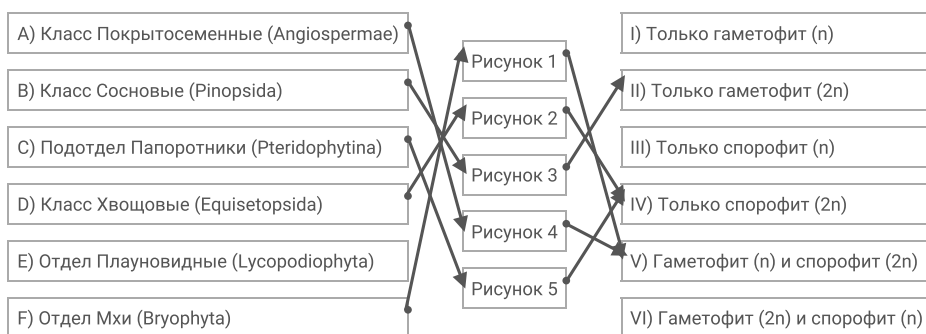 A) Класс Покрытосеменные (Angiospermae)
B) Класс Сосновые (Pinopsida)
C) Подотдел Папоротники (Pteridophytina)
D) Класс Хвощовые (Equisetopsida)
E) Отдел Плауновидные (Lycopodiophyta)
F) Отдел Мхи (Bryophyta)
Рисунок 1
Рисунок 2
Рисунок 3
Рисунок 4
Рисунок 5
I) Только гаметофит (n)
II) Только гаметофит (2n)
III) Только спорофит (n)
IV) Только спорофит (2n)
V) Гаметофит (n) и спорофит (2n)
VI) Гаметофит (2n) и спорофит (n)